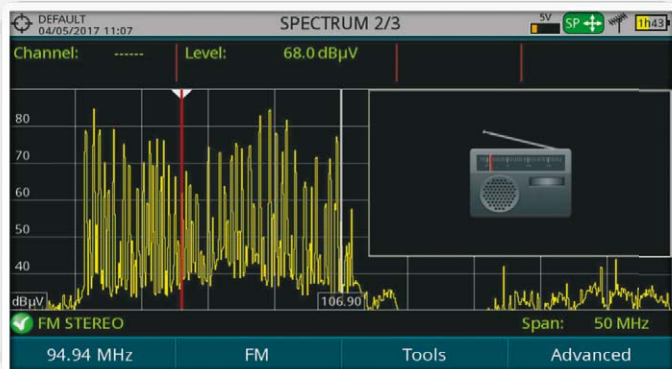 DEFAULT
04/05/2017 11:07
SPECTRUM 2/3
5V
SP
1h43
Channel: ------ Level: 68.0 dBµV
80
70
60
50
40
dBµV
106.90
FM STEREO
Span: 50 MHz
94.94 MHz FM Tools Advanced